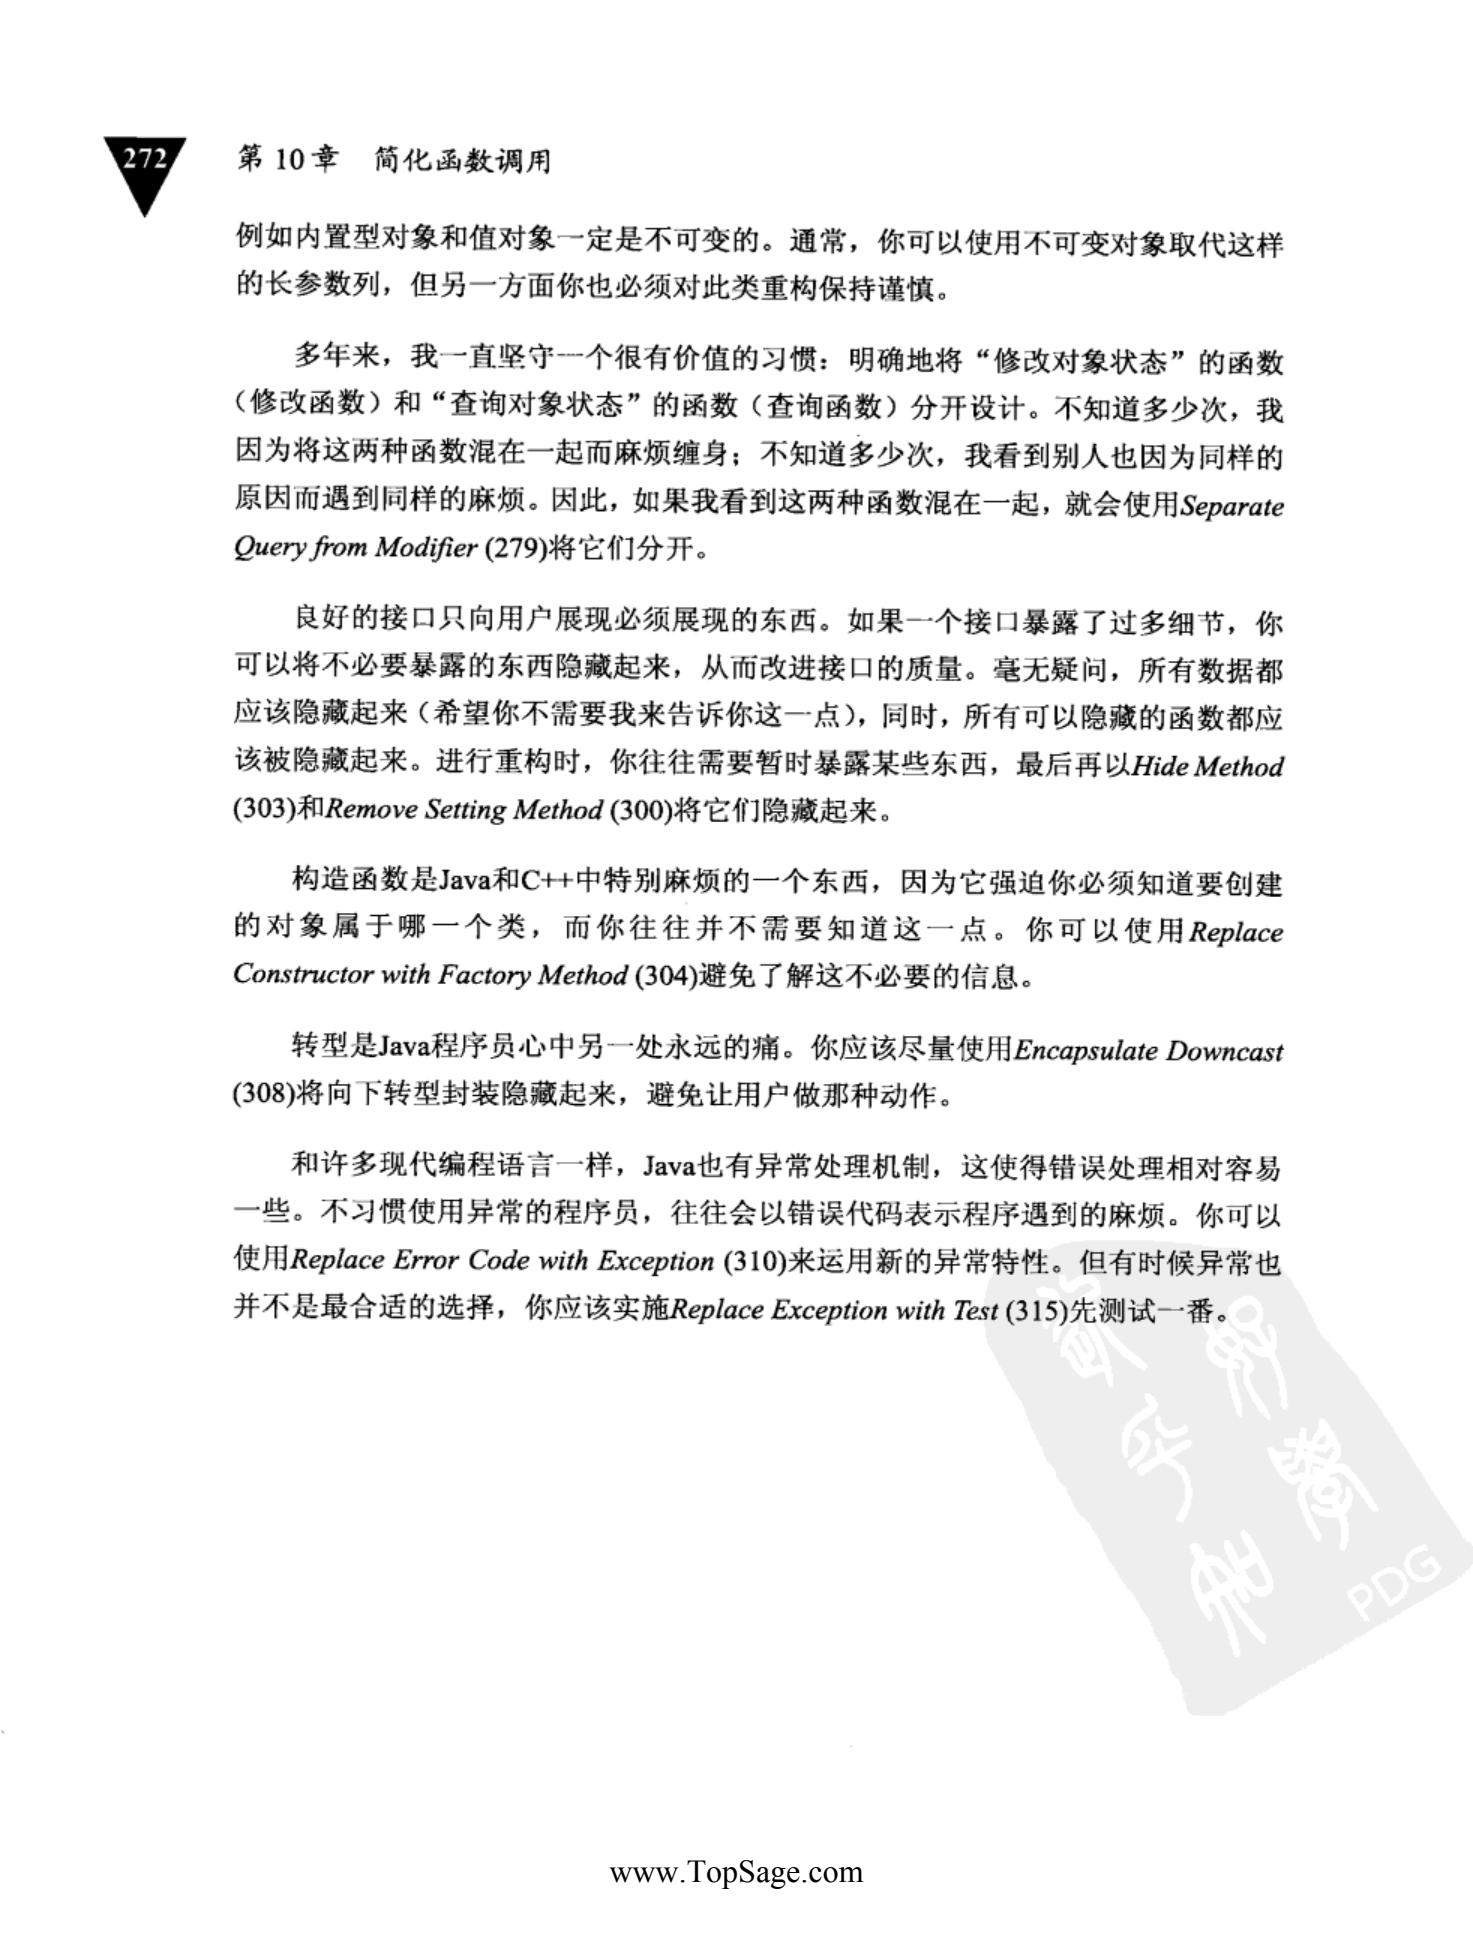 272
第 10 章 简化函数调用
例如内置型对象和值对象一定是不可变的。通常，你可以使用不可变对象取代这样
的长参数列，但另一方面你也必须对此类重构保持谨慎。
多年来，我一直坚守一个很有价值的习惯：明确地将“修改对象状态”的函数
（修改函数）和“查询对象状态”的函数（查询函数）分开设计。不知道多少次，我
因为将这两种函数混在一起而麻烦缠身；不知道多少次，我看到别人也因为同样的
原因而遇到同样的麻烦。因此，如果我看到这两种函数混在一起，就会使用Separate
Query from Modifier (279)将它们分开。
良好的接口只向用户展现必须展现的东西。如果一个接口暴露了过多细节，你
可以将不必要暴露的东西隐藏起来，从而改进接口的质量。毫无疑问，所有数据都
应该隐藏起来（希望你不需要我来告诉你这一点），同时，所有可以隐藏的函数都应
该被隐藏起来。进行重构时，你往往需要暂时暴露某些东西，最后再以Hide Method
(303)和Remove Setting Method (300)将它们隐藏起来。
构造函数是Java和C++中特别麻烦的一个东西，因为它强迫你必须知道要创建
的对象属于哪一个类，而你往往并不需要知道这一点。你可以使用Replace
Constructor with Factory Method (304)避免了解这不必要的信息。
转型是Java程序员心中另一处永远的痛。你应该尽量使用Encapsulate Downcast
(308)将向下转型封装隐藏起来，避免让用户做那种动作。
和许多现代编程语言一样，Java也有异常处理机制，这使得错误处理相对容易
一些。不习惯使用异常的程序员，往往会以错误代码表示程序遇到的麻烦。你可以
使用Replace Error Code with Exception (310)来运用新的异常特性。但有时候异常也
并不是最合适的选择，你应该实施Replace Exception with Test (315)先测试一番。
PDG
www.TopSage.com